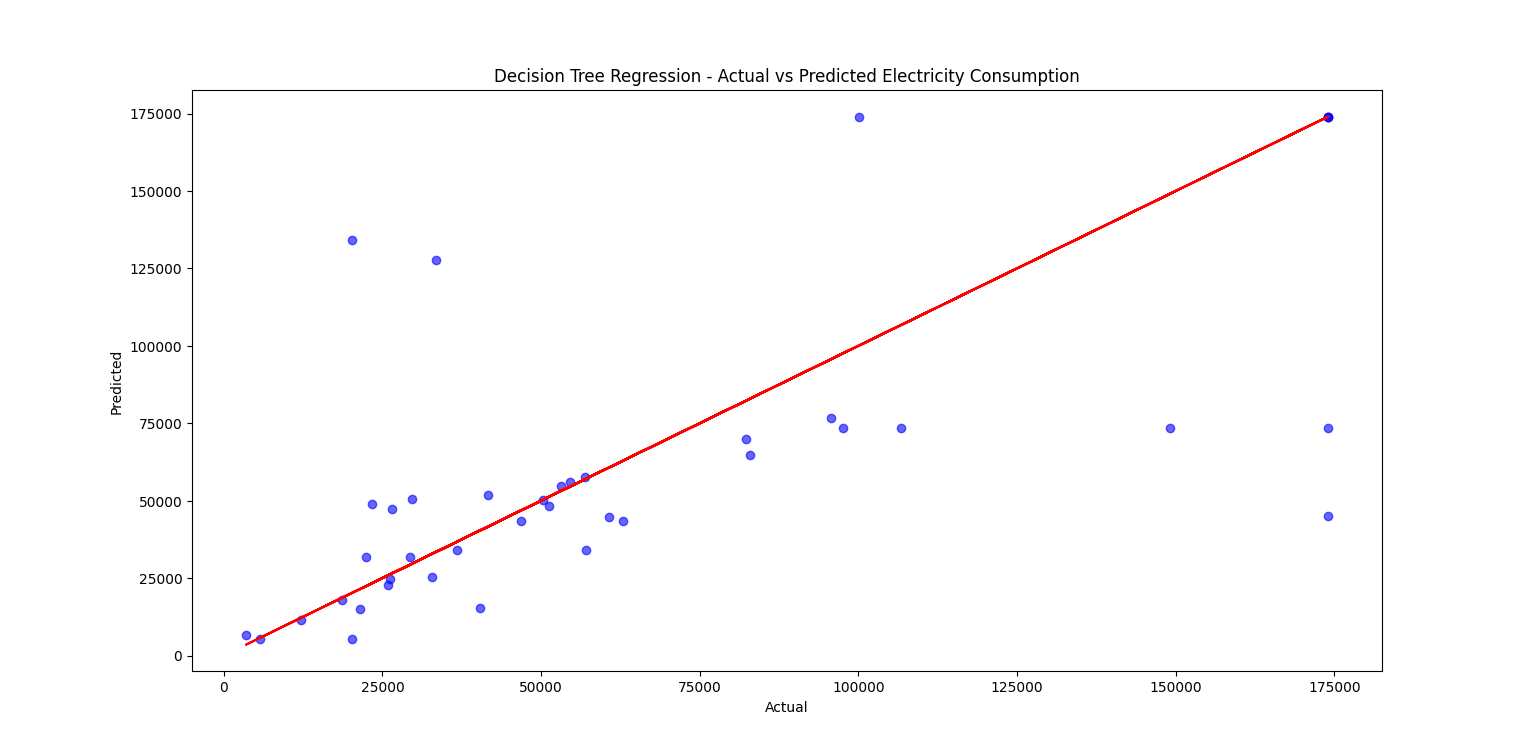 Decision Tree Regression - Actual vs Predicted Electricity Consumption
175000
150000
125000
100000
75000
50000
25000
0
Predicted
0 25000 50000 75000 100000 125000 150000 175000
Actual